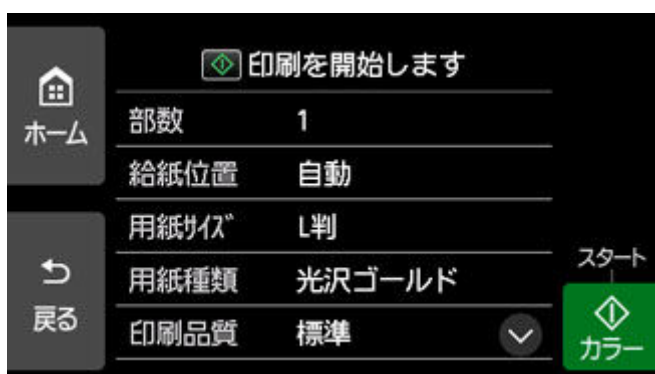 印刷を開始します
ホーム
部数 1
給紙位置 自動
用紙サイズ L判
用紙種類 光沢ゴールド
印刷品質 標準
戻る
スタート
カラー